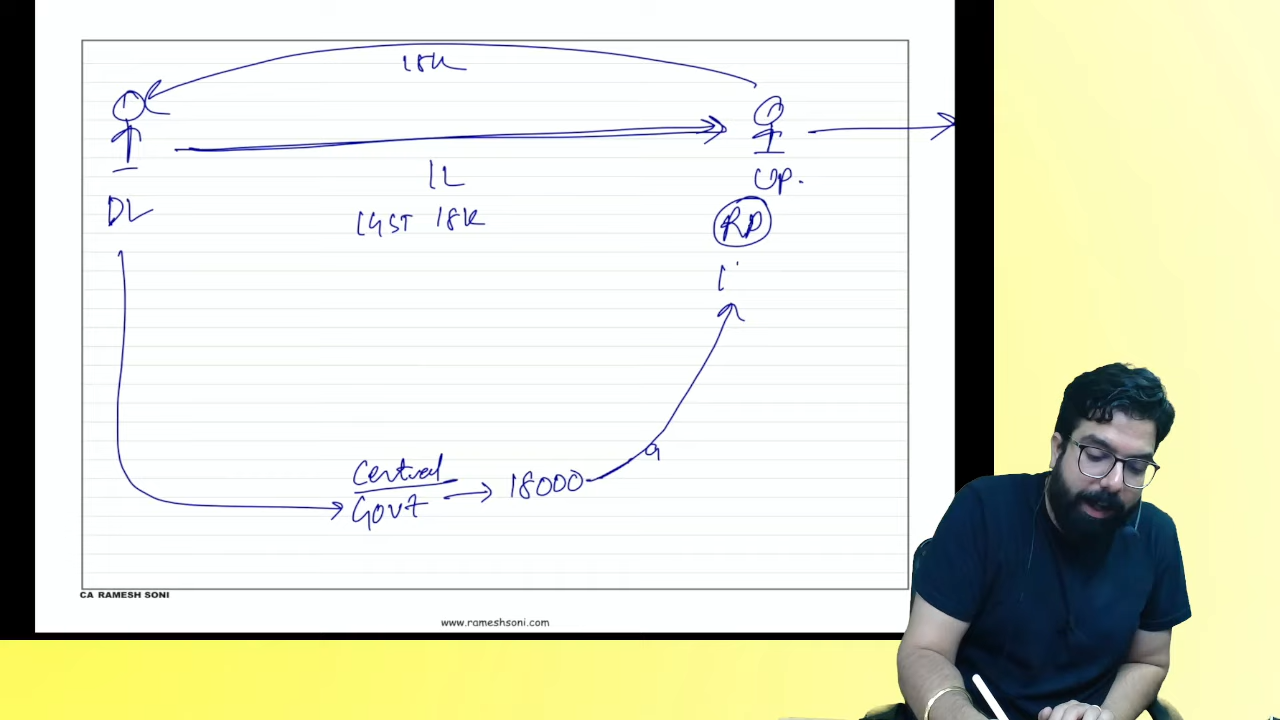 18K
1L
IGST 18K
UP.
DL
RD
Central
Govt
18000
CA RAMESH SONI
www.rameshsoni.com